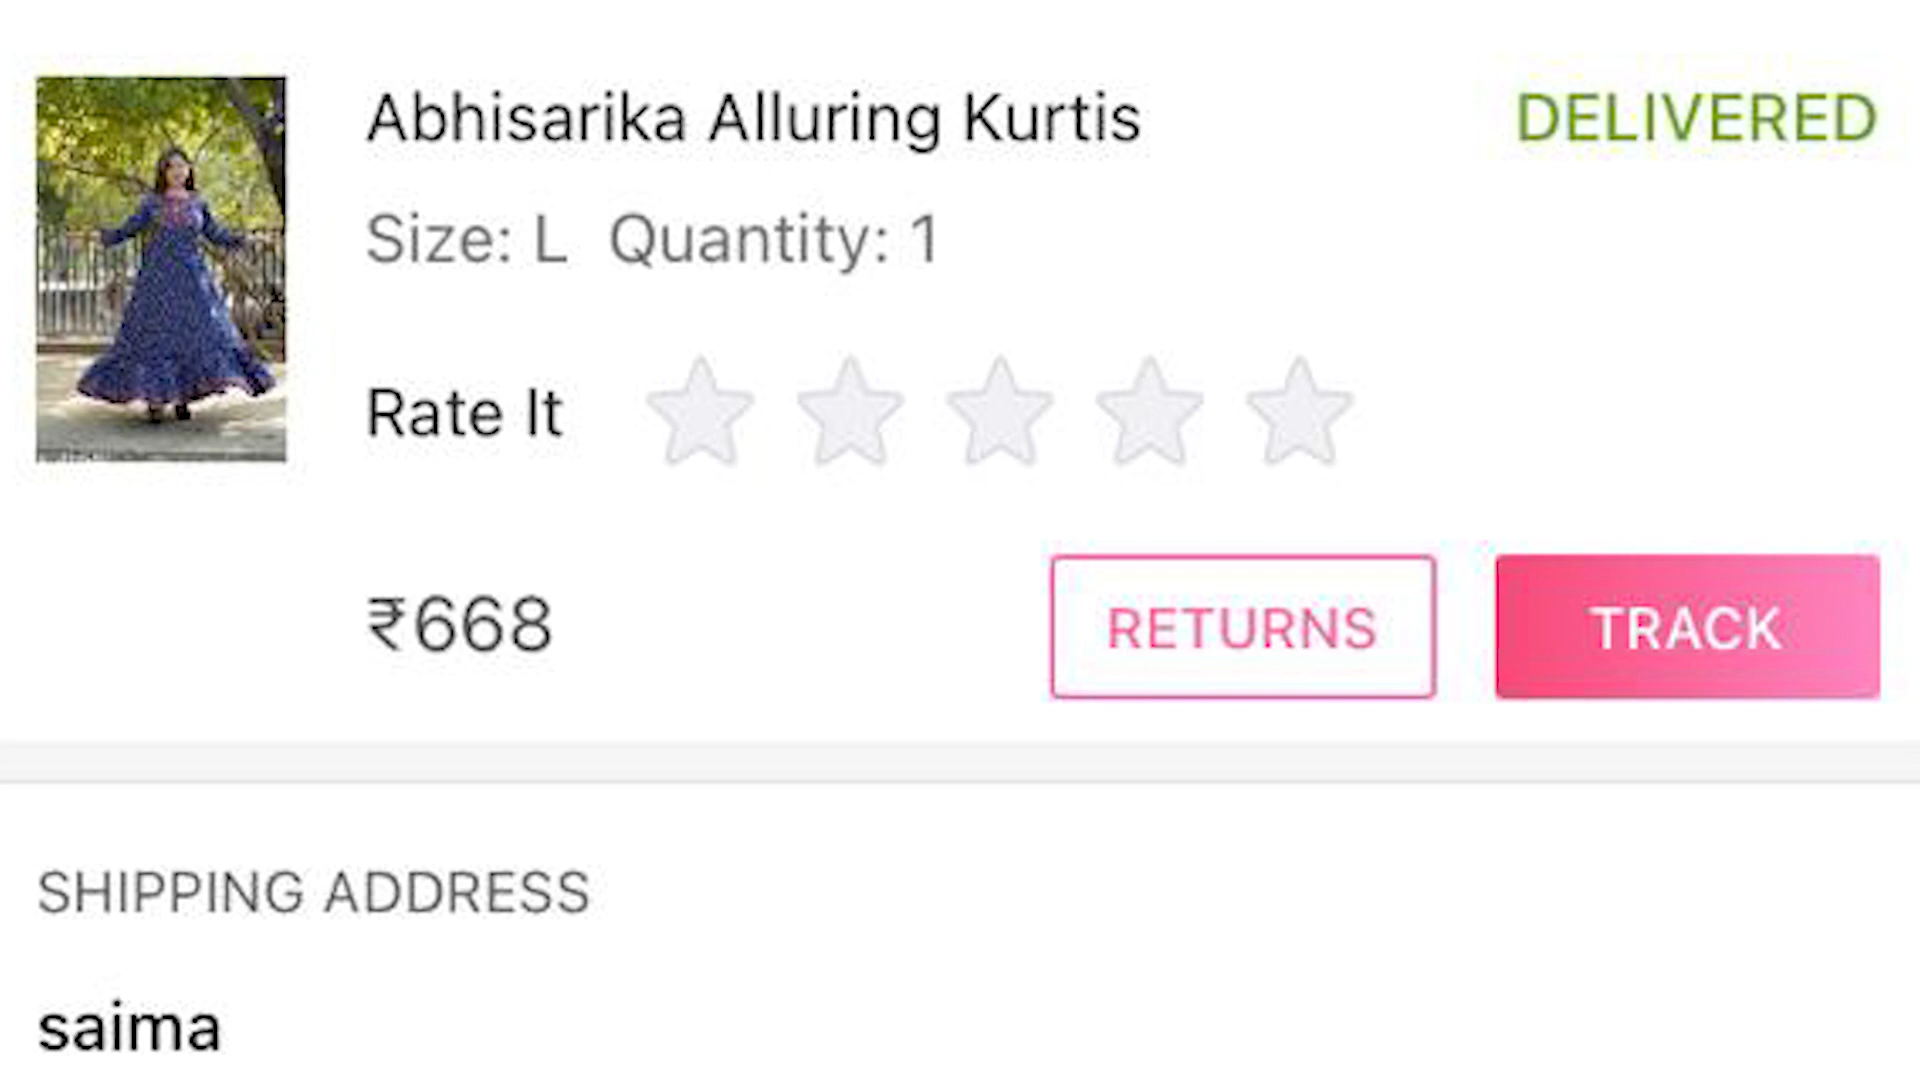 Abhisarika Alluring Kurtis
DELIVERED
Size: L Quantity: 1
Rate It
₹668
RETURNS
TRACK
SHIPPING ADDRESS
saima